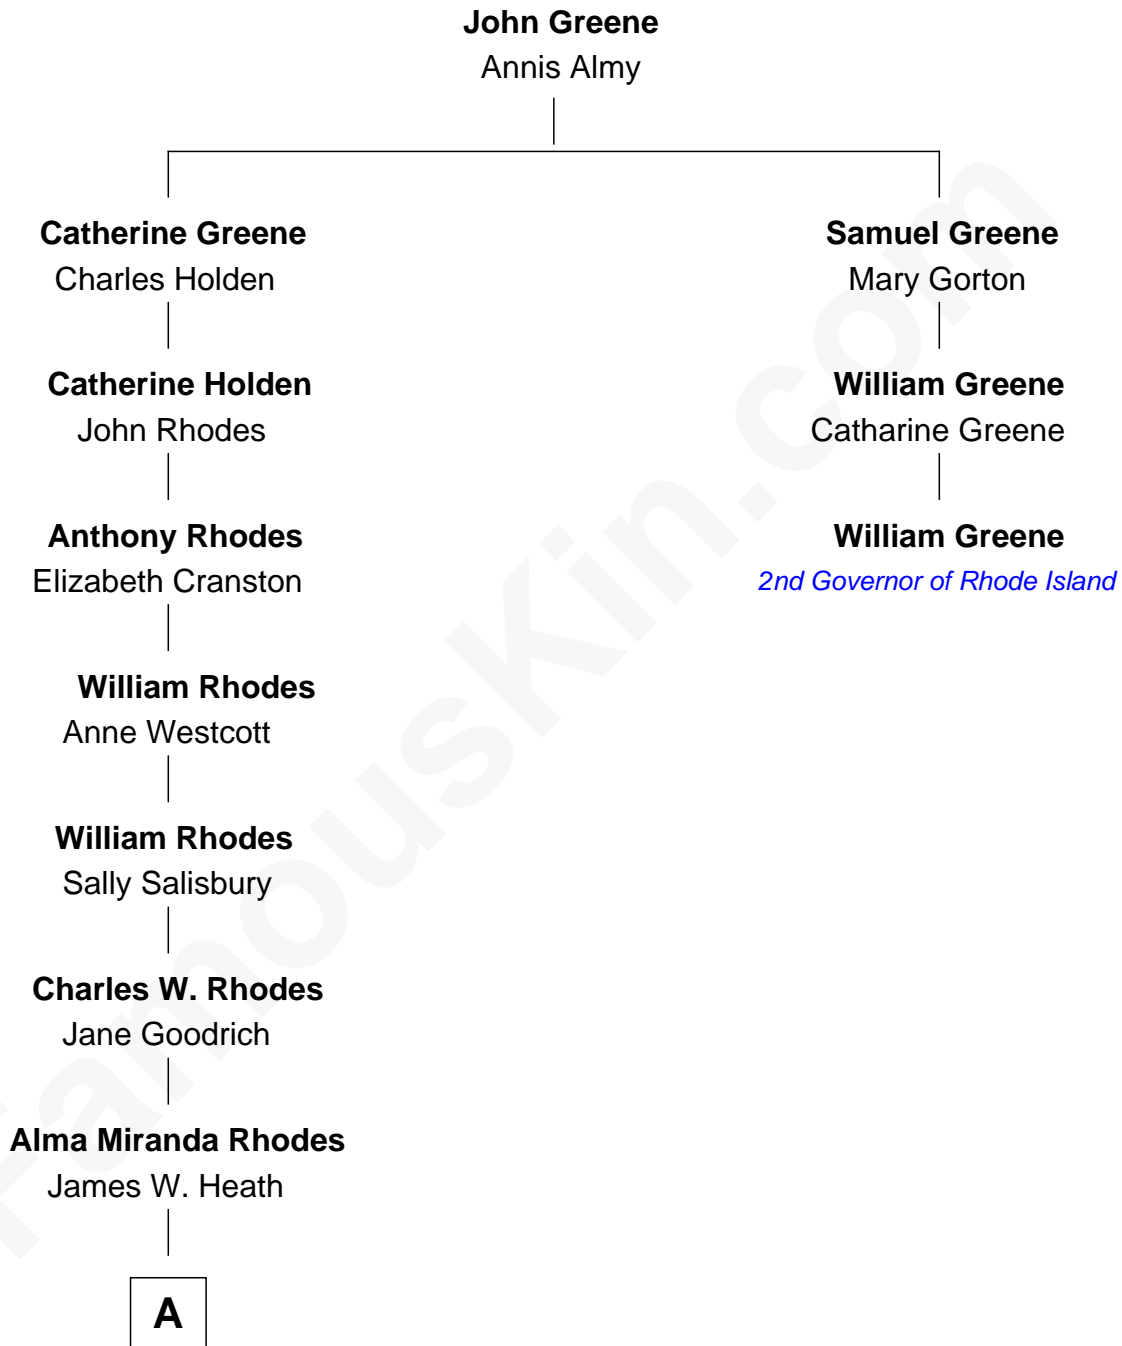 John Greene
Annis Almy
Catherine Greene
Charles Holden
Samuel Greene
Mary Gorton
Catherine Holden
John Rhodes
William Greene
Catharine Greene
Anthony Rhodes
Elizabeth Cranston
William Greene
2nd Governor of Rhode Island
William Rhodes
Anne Westcott
William Rhodes
Sally Salisbury
Charles W. Rhodes
Jane Goodrich
Alma Miranda Rhodes
James W. Heath
A
FamousKin.com